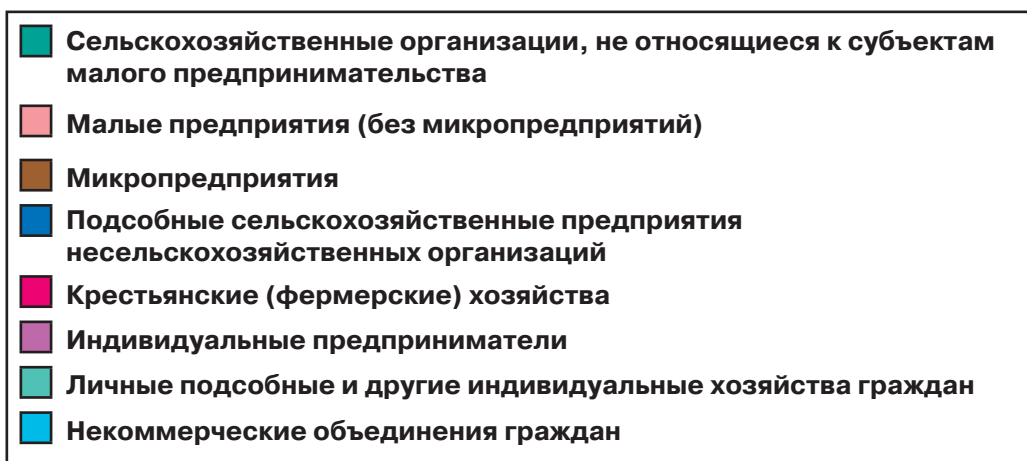 Сельскохозяйственные организации, не относящиеся к субъектам
малого предпринимательства
Малые предприятия (без микропредприятий)
Микропредприятия
Подсобные сельскохозяйственные предприятия
несельскохозяйственных организаций
Крестьянские (фермерские) хозяйства
Индивидуальные предприниматели
Личные подсобные и другие индивидуальные хозяйства граждан
Некоммерческие объединения граждан